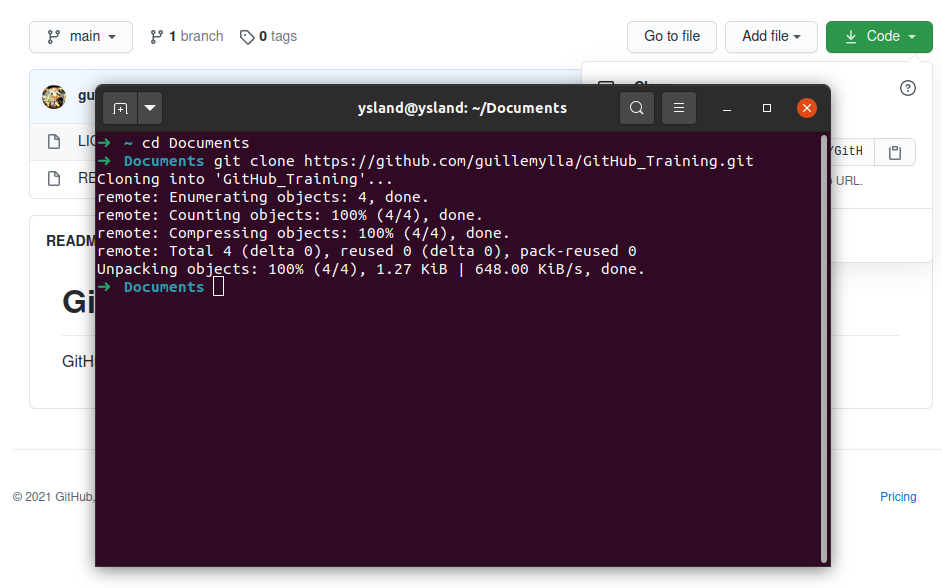 main 1 branch 0 tags Go to file Add file Code
ysland@ysland: ~/Documents
➜ ~ cd Documents
➜ Documents git clone https://github.com/guillemylla/GitHub_Training.git
Cloning into 'GitHub_Training'...
remote: Enumerating objects: 4, done.
remote: Counting objects: 100% (4/4), done.
remote: Compressing objects: 100% (4/4), done.
remote: Total 4 (delta 0), reused 0 (delta 0), pack-reused 0
Unpacking objects: 100% (4/4), 1.27 KiB | 648.00 KiB/s, done.
➜ Documents
gu
LIC
RE
/GitH
URL.
READM
Gi
GitH
© 2021 GitHub, Pricing